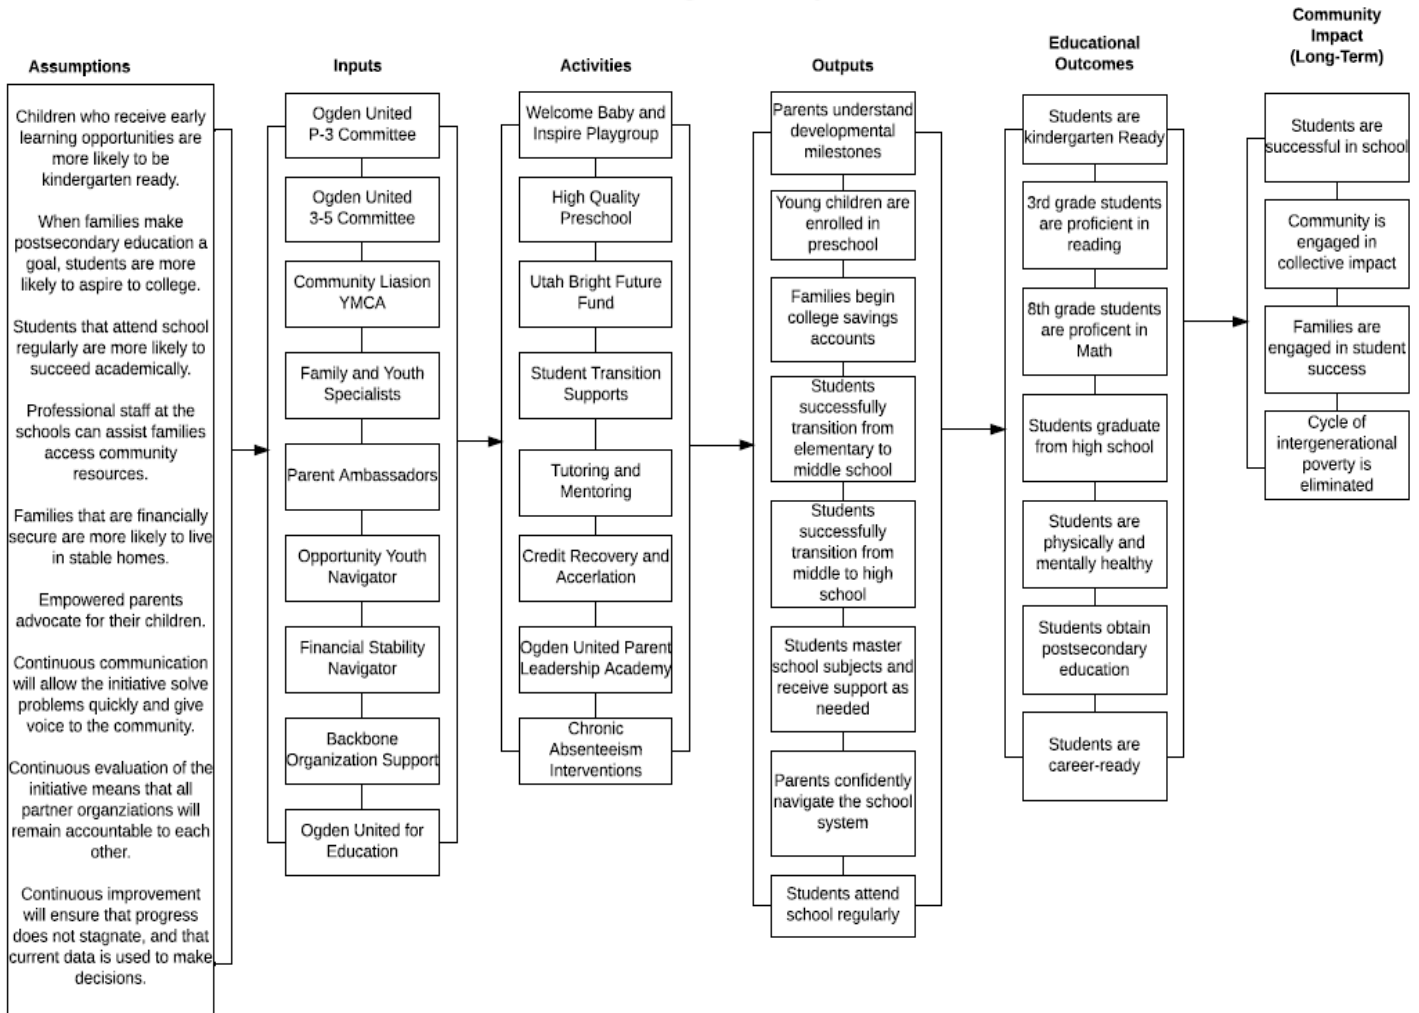 Assumptions
Children who receive early
learning opportunities are
more likely to be
kindergarten ready.
When families make
postsecondary education a
goal, students are more
likely to aspire to college.
Students that attend school
regularly are more likely to
succeed academically.
Professional staff at the
schools can assist families
access community
resources.
Families that are financially
secure are more likely to live
in stable homes.
Empowered parents
advocate for their children.
Continuous communication
will allow the initiative solve
problems quickly and give
voice to the community.
Continuous evaluation of the
initiative means that all
partner organziations will
remain accountable to each
other.
Continuous improvement
will ensure that progress
does not stagnate, and that
current data is used to make
decisions.
Inputs
Ogden United
P-3 Committee
Ogden United
3-5 Committee
Community Liasion
YMCA
Family and Youth
Specialists
Parent Ambassadors
Opportunity Youth
Navigator
Financial Stability
Navigator
Backbone
Organization Support
Ogden United for
Education
Activities
Welcome Baby and
Inspire Playgroup
High Quality
Preschool
Utah Bright Future
Fund
Student Transition
Supports
Tutoring and
Mentoring
Credit Recovery and
Accerlation
Ogden United Parent
Leadership Academy
Chronic
Absenteeism
Interventions
Outputs
Parents understand
developmental
milestones
Young children are
enrolled in
preschool
Families begin
college savings
accounts
Students
successfully
transition from
elementary to
middle school
Students
successfully
transition from
middle to high
school
Students master
school subjects and
receive support as
needed
Parents confidently
navigate the school
system
Students attend
school regularly
Educational
Outcomes
Students are
kindergarten Ready
3rd grade students
are proficient in
reading
8th grade students
are proficent in
Math
Students graduate
from high school
Students are
physically and
mentally healthy
Students obtain
postsecondary
education
Students are
career-ready
Community
Impact
(Long-Term)
Students are
successful in school
Community is
engaged in
collective impact
Families are
engaged in student
success
Cycle of
intergenerational
poverty is
eliminated